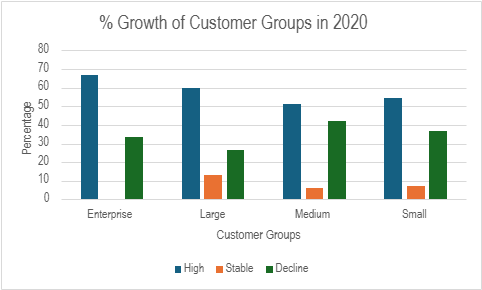 % Growth of Customer Groups in 2020
80
70
60
50
40
30
20
10
0
Percentage
Enterprise Large Medium Small
Customer Groups
High Stable Decline